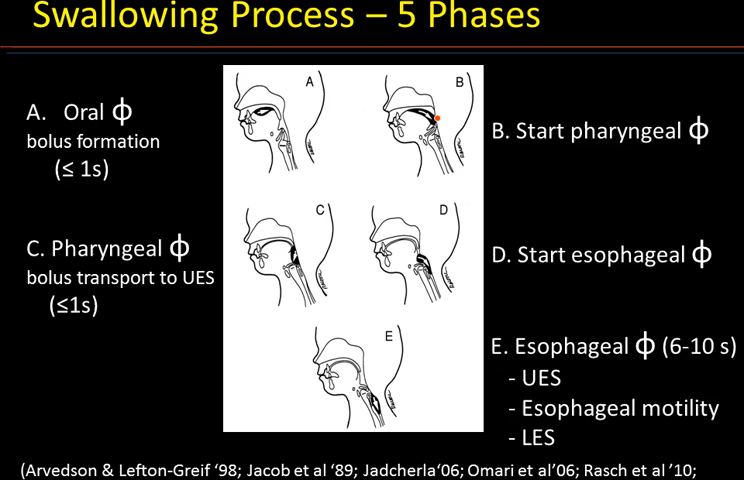 Swallowing Process – 5 Phases
A. Oral ϕ
bolus formation
(≤ 1s)
A
B
B. Start pharyngeal ϕ
C. Pharyngeal ϕ
bolus transport to UES
(≤1s)
C
D
D. Start esophageal ϕ
E
E. Esophageal ϕ (6-10 s)
- UES
- Esophageal motility
- LES
(Arvedson & Lefton-Greif ‘98; Jacob et al ‘89; Jadcherla‘06; Omari et al’06; Rasch et al ’10;